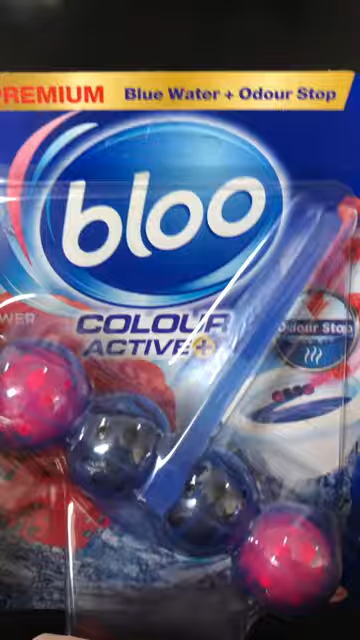 PREMIUM Blue Water + Odour Stop
bloo
COLOUR
ACTIVE+
Odour Stop